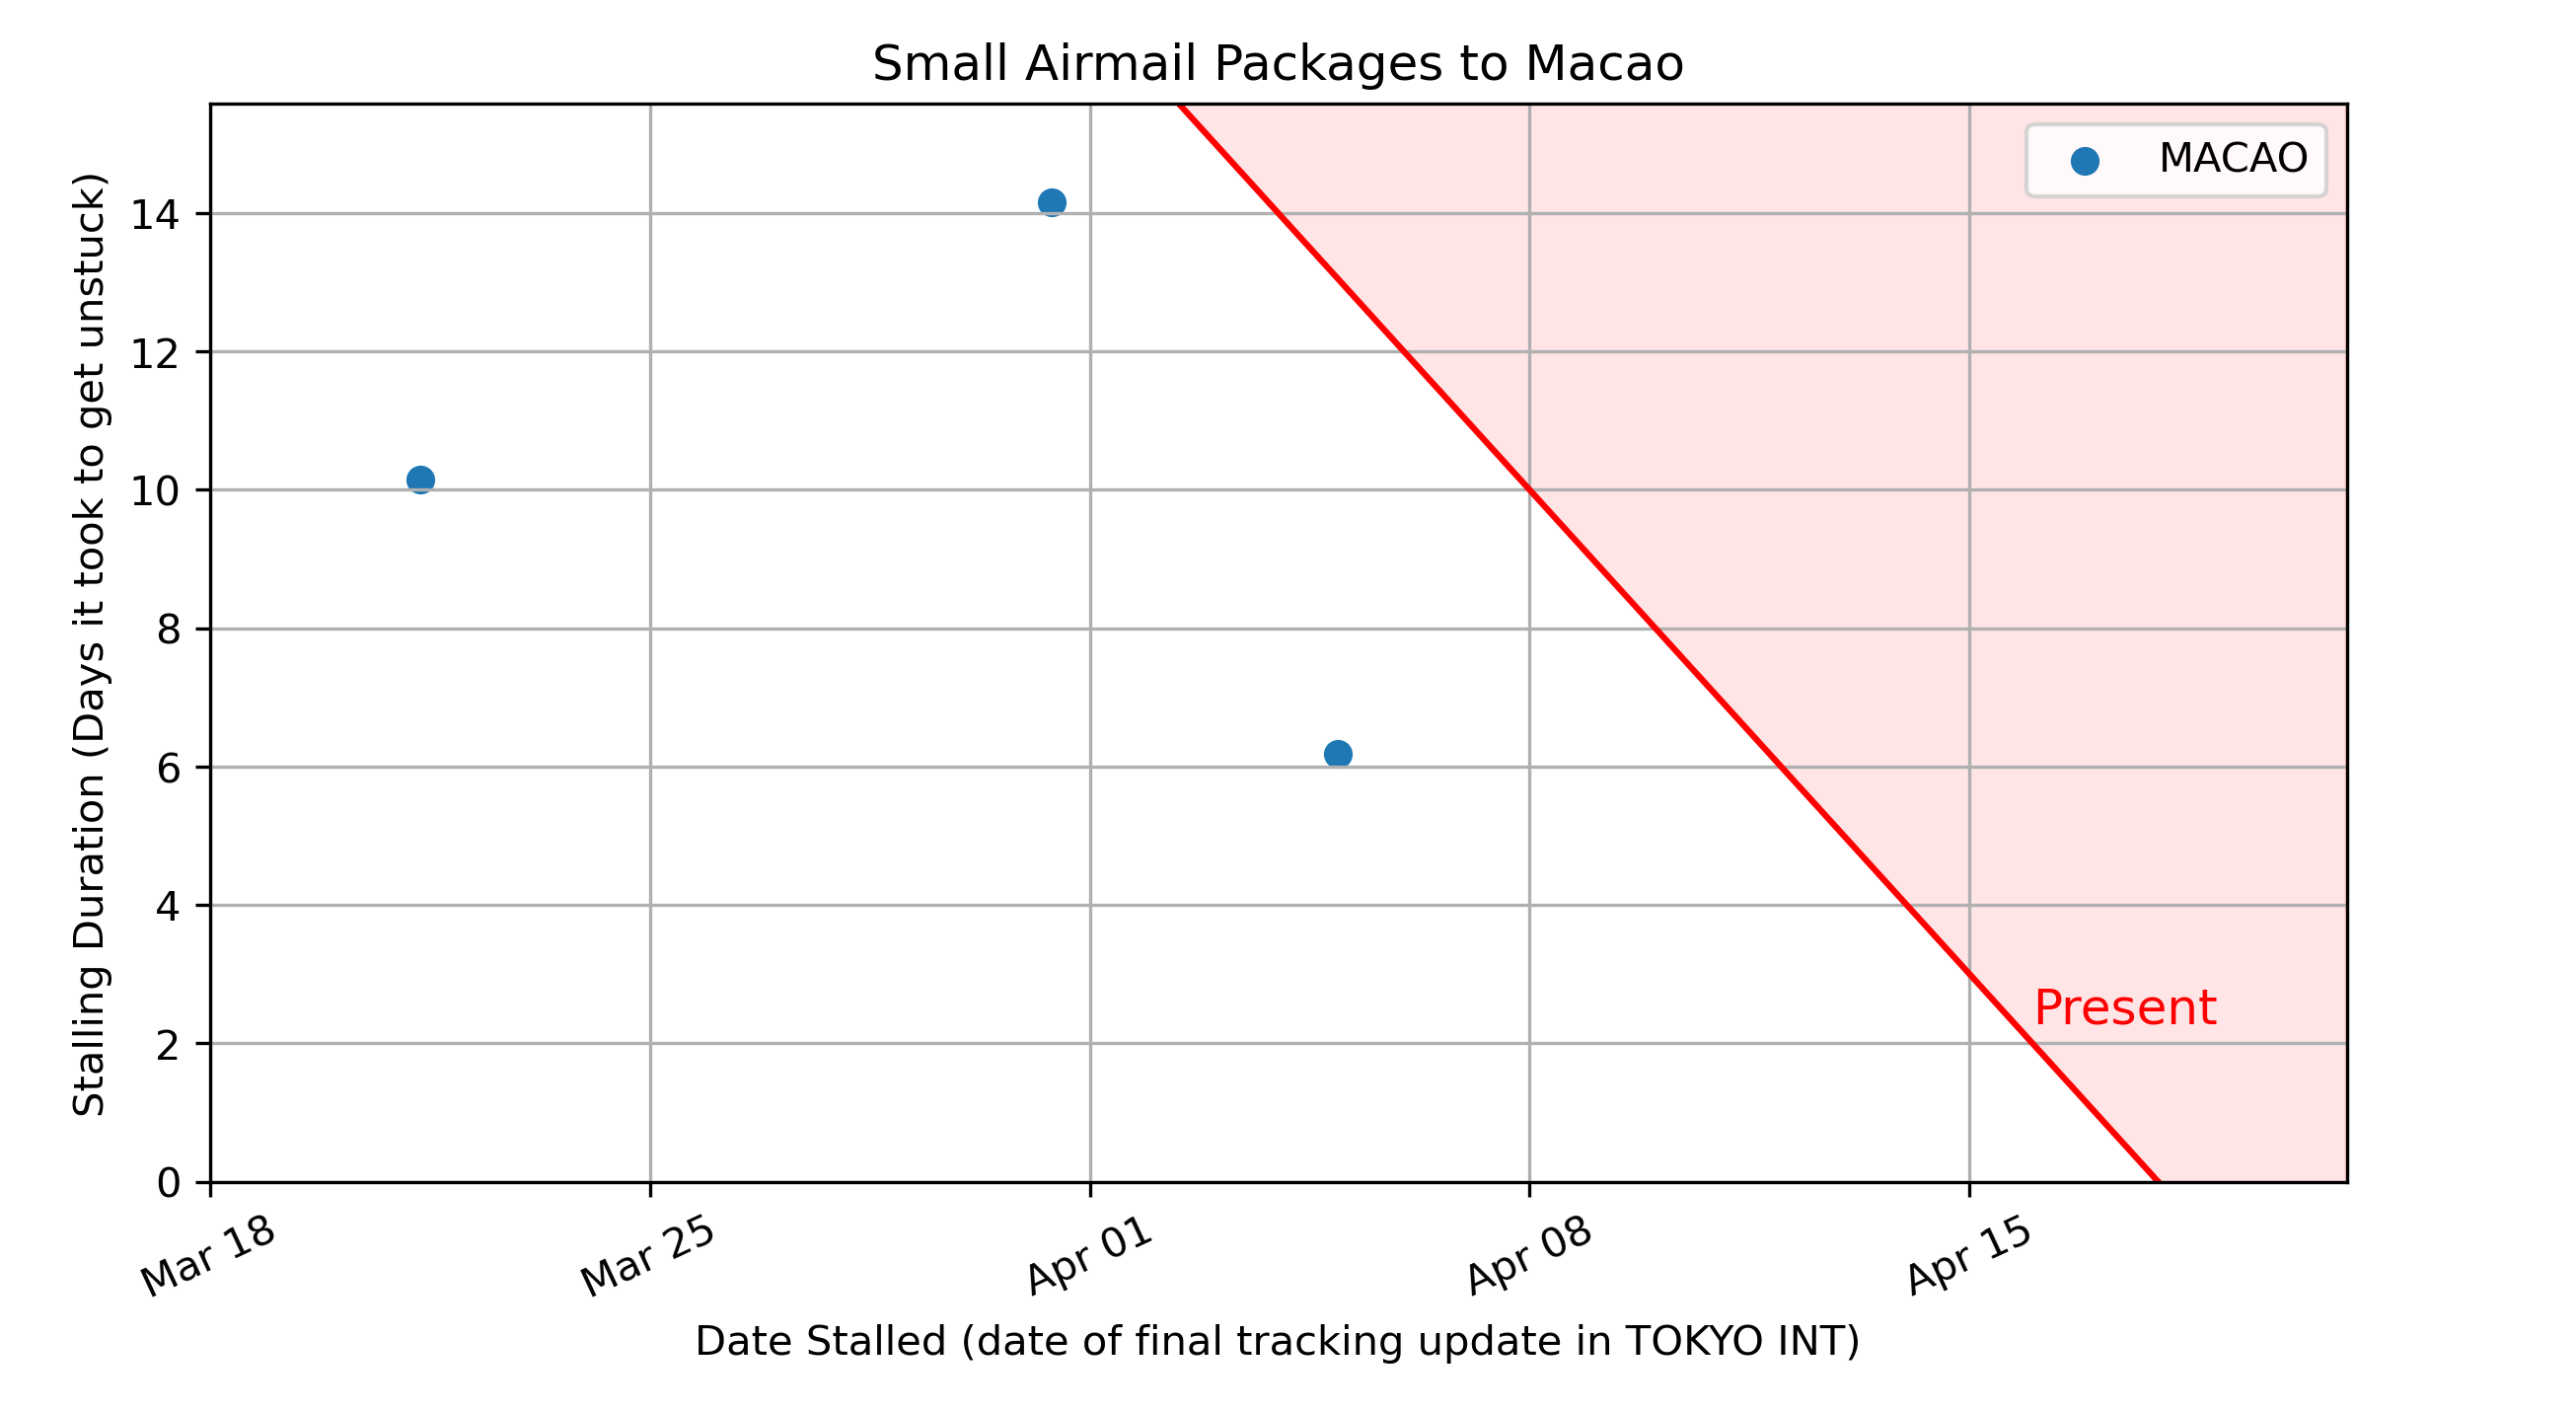 Small Airmail Packages to Macao
MACAO
Stalling Duration (Days it took to get unstuck)
14
12
10
8
6
4
2
0
Present
Mar 18
Mar 25
Apr 01
Apr 08
Apr 15
Date Stalled (date of final tracking update in TOKYO INT)